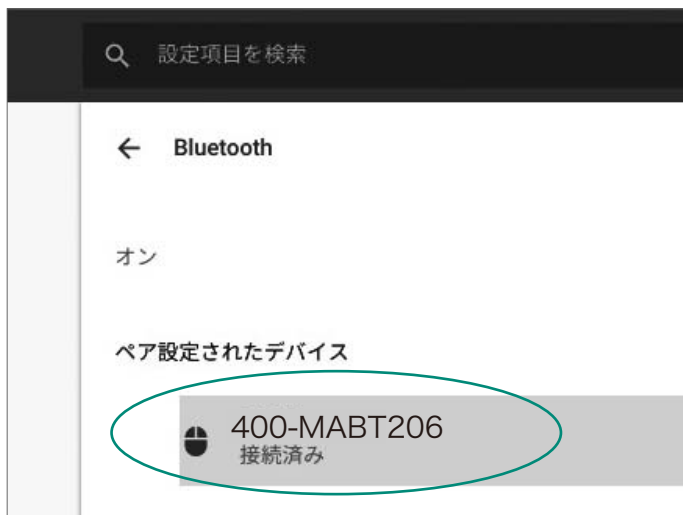 設定項目を検索
Bluetooth
オン
ペア設定されたデバイス
400-MABT206
接続済み